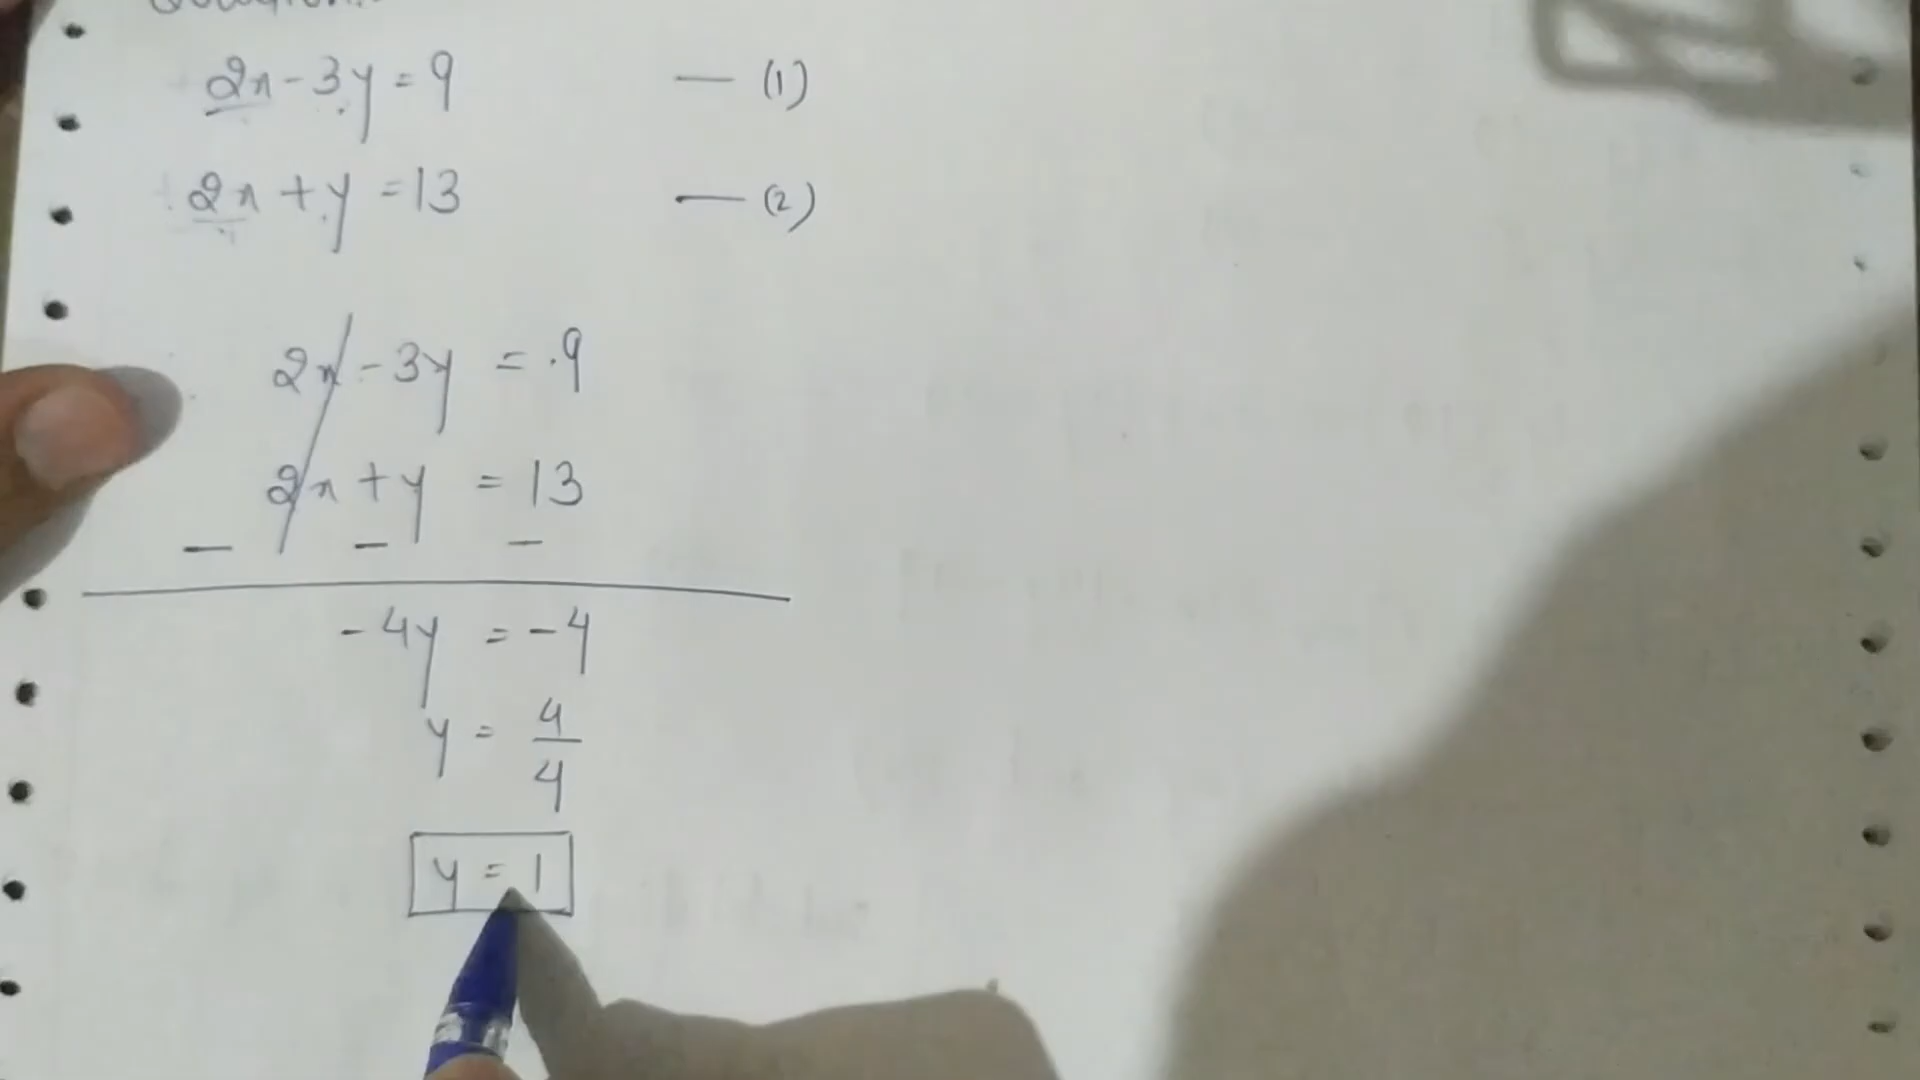 2x - 3y = 9 — (1)
2x + y = 13 — (2)
2x - 3y = 9
2x + y = 13
- - -
-4y = -4
y = 4/4
y = 1